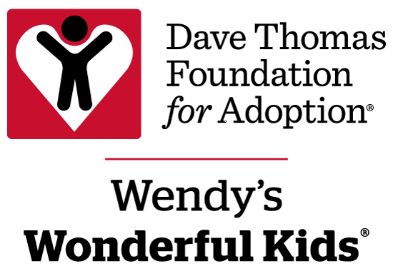 Dave Thomas
Foundation
for Adoption®
Wendy's
Wonderful Kids®